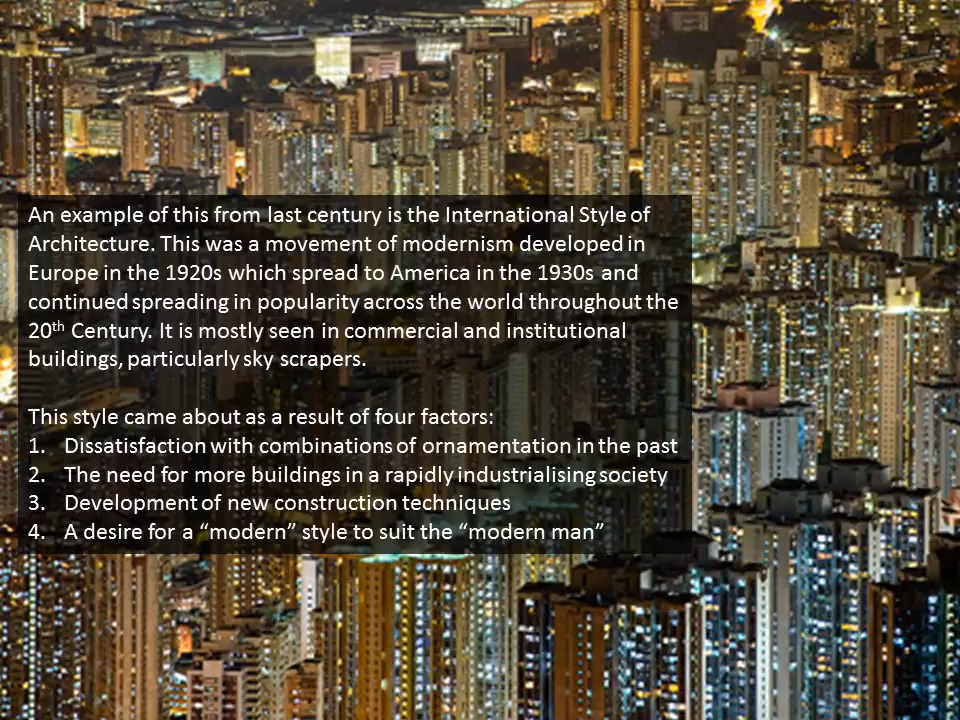 An example of this from last century is the International Style of
Architecture. This was a movement of modernism developed in
Europe in the 1920s which spread to America in the 1930s and
continued spreading in popularity across the world throughout the
20th Century. It is mostly seen in commercial and institutional
buildings, particularly sky scrapers.
This style came about as a result of four factors:
1. Dissatisfaction with combinations of ornamentation in the past
2. The need for more buildings in a rapidly industrialising society
3. Development of new construction techniques
4. A desire for a “modern” style to suit the “modern man”